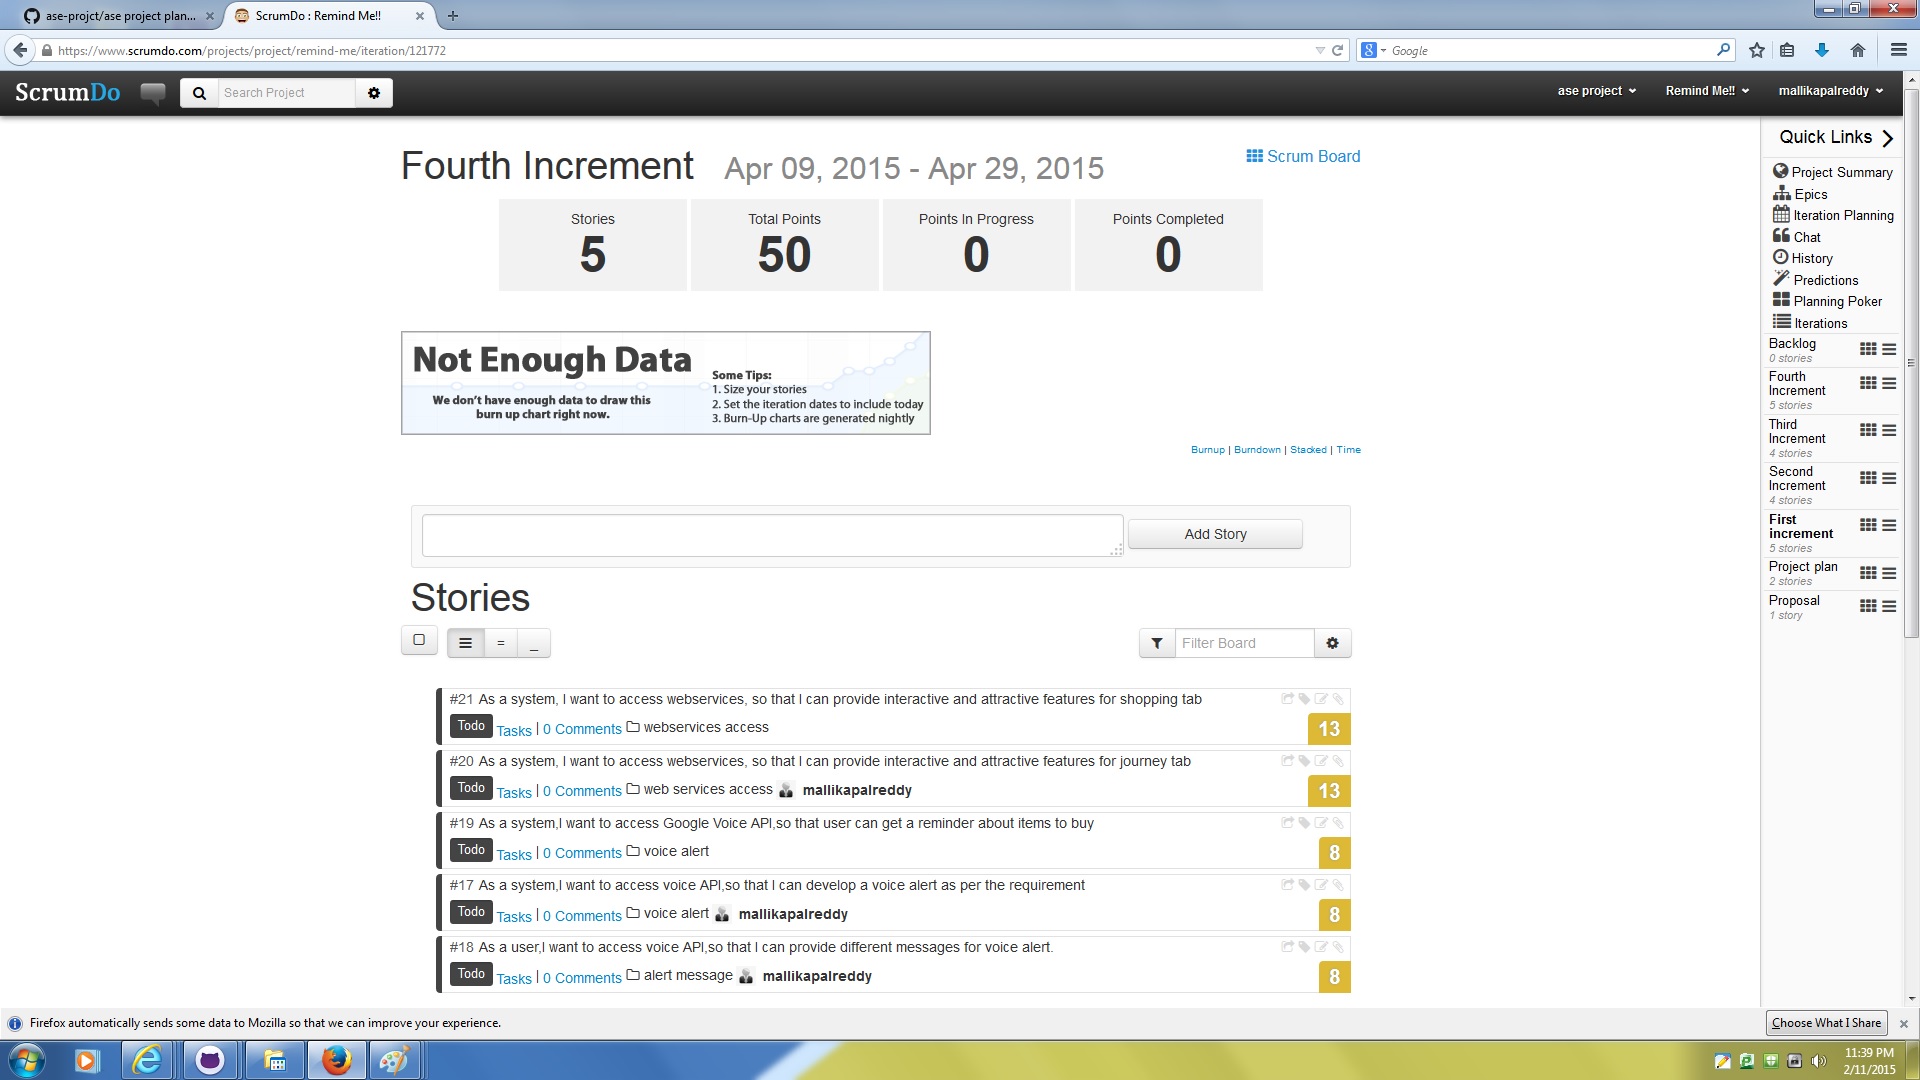 ase-projct/ase project plan...
ScrumDo : Remind Me!!
https://www.scrumdo.com/projects/project/remind-me/iteration/121772
Google
ScrumDo
Search Project
ase project
Remind Me!!
mallikapalreddy
Fourth Increment Apr 09, 2015 - Apr 29, 2015
Scrum Board
Stories
5
Total Points
50
Points In Progress
0
Points Completed
0
Not Enough Data
We don't have enough data to draw this
burn up chart right now.
Some Tips:
1. Size your stories
2. Set the iteration dates to include today
3. Burn-Up charts are generated nightly
Burnup | Burndown | Stacked | Time
Add Story
Stories
= _
Filter Board
#21 As a system, I want to access webservices, so that I can provide interactive and attractive features for shopping tab
Todo Tasks | 0 Comments webservices access
13
#20 As a system, I want to access webservices, so that I can provide interactive and attractive features for journey tab
Todo Tasks | 0 Comments web services access mallikapalreddy
13
#19 As a system,I want to access Google Voice API,so that user can get a reminder about items to buy
Todo Tasks | 0 Comments voice alert
8
#17 As a system,I want to access voice API,so that I can develop a voice alert as per the requirement
Todo Tasks | 0 Comments voice alert mallikapalreddy
8
#18 As a user,I want to access voice API,so that I can provide different messages for voice alert.
Todo Tasks | 0 Comments alert message mallikapalreddy
8
Quick Links
Project Summary
Epics
Iteration Planning
Chat
History
Predictions
Planning Poker
Iterations
Backlog
0 stories
Fourth
Increment
5 stories
Third
Increment
4 stories
Second
Increment
4 stories
First
increment
5 stories
Project plan
2 stories
Proposal
1 story
Firefox automatically sends some data to Mozilla so that we can improve your experience.
Choose What I Share
11:39 PM
2/11/2015